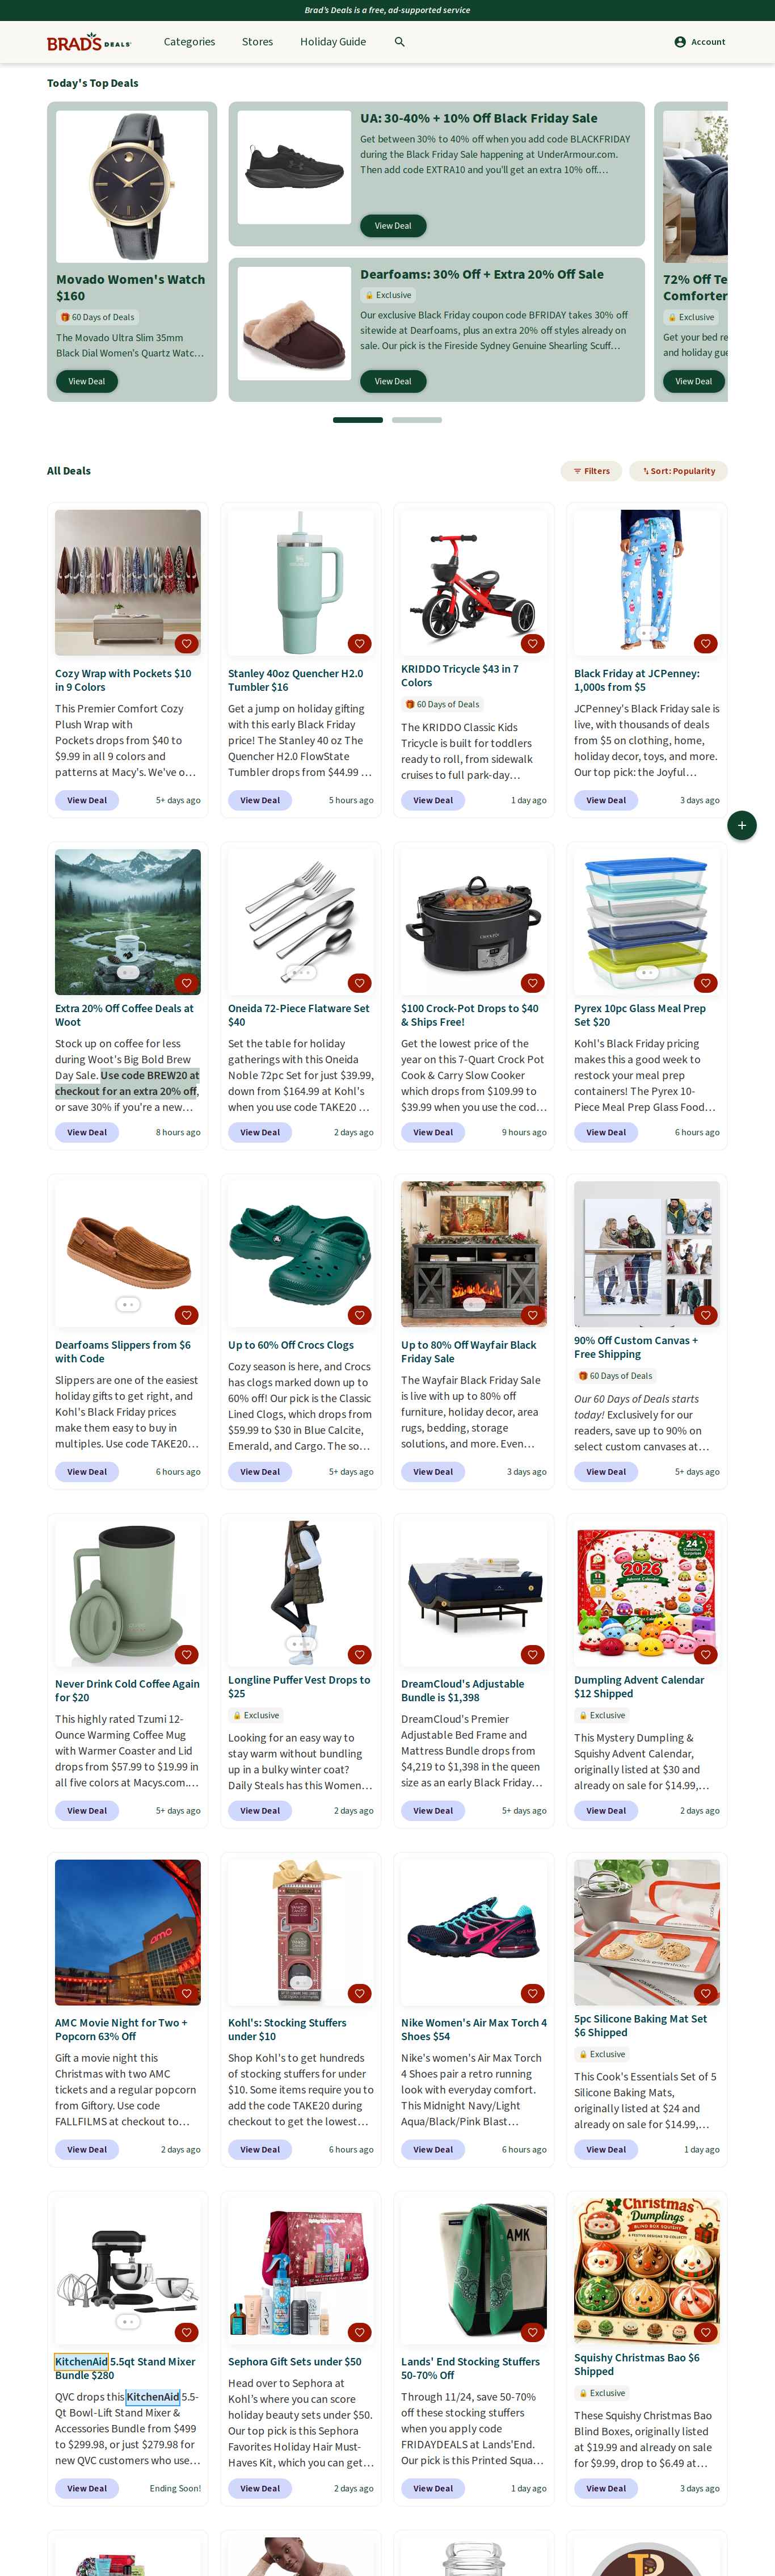 Brad's Deals is a free, ad-supported service
BRAD'S DEALS
Categories
Stores
Holiday Guide
Account
Today's Top Deals
Movado Women's Watch
$160
🎁 60 Days of Deals
The Movado Ultra Slim 35mm
Black Dial Women's Quartz Watc…
View Deal
UA: 30-40% + 10% Off Black Friday Sale
Get between 30% to 40% off when you add code BLACKFRIDAY
during the Black Friday Sale happening at UnderArmour.com.
Then add code EXTRA10 and you'll get an extra 10% off.…
View Deal
Dearfoams: 30% Off + Extra 20% Off Sale
🔒 Exclusive
Our exclusive Black Friday coupon code BFRIDAY takes 30% off
sitewide at Dearfoams, plus an extra 20% off styles already on
sale. Our pick is the Fireside Sydney Genuine Shearling Scuff…
View Deal
72% Off Te
Comforter
🔒 Exclusive
Get your bed re
and holiday gue
View Deal
All Deals
Filters
Sort: Popularity
Cozy Wrap with Pockets $10
in 9 Colors
This Premier Comfort Cozy
Plush Wrap with
Pockets drops from $40 to
$9.99 in all 9 colors and
patterns at Macy's. We've o…
View Deal
5+ days ago
Stanley 40oz Quencher H2.0
Tumbler $16
Get a jump on holiday gifting
with this early Black Friday
price! The Stanley 40 oz The
Quencher H2.0 FlowState
Tumbler drops from $44.99 …
View Deal
5 hours ago
KRIDDO Tricycle $43 in 7
Colors
🎁 60 Days of Deals
The KRIDDO Classic Kids
Tricycle is built for toddlers
ready to roll, from sidewalk
cruises to full park-day…
View Deal
1 day ago
Black Friday at JCPenney:
1,000s from $5
JCPenney's Black Friday sale is
live, with thousands of deals
from $5 on clothing, home,
holiday decor, toys, and more.
Our top pick: the Joyful…
View Deal
3 days ago
Extra 20% Off Coffee Deals at
Woot
Stock up on coffee for less
during Woot's Big Bold Brew
Day Sale. Use code BREW20 at
checkout for an extra 20% off,
or save 30% if you're a new…
View Deal
8 hours ago
Oneida 72-Piece Flatware Set
$40
Set the table for holiday
gatherings with this Oneida
Noble 72pc Set for just $39.99,
down from $164.99 at Kohl's
when you use code TAKE20 …
View Deal
2 days ago
$100 Crock-Pot Drops to $40
& Ships Free!
Get the lowest price of the
year on this 7-Quart Crock Pot
Cook & Carry Slow Cooker
which drops from $109.99 to
$39.99 when you use the cod…
View Deal
9 hours ago
Pyrex 10pc Glass Meal Prep
Set $20
Kohl's Black Friday pricing
makes this a good week to
restock your meal prep
containers! The Pyrex 10-
Piece Meal Prep Glass Food…
View Deal
6 hours ago
Dearfoams Slippers from $6
with Code
Slippers are one of the easiest
holiday gifts to get right, and
Kohl's Black Friday prices
make them easy to buy in
multiples. Use code TAKE20…
View Deal
6 hours ago
Up to 60% Off Crocs Clogs
Cozy season is here, and Crocs
has clogs marked down up to
60% off! Our pick is the Classic
Lined Clogs, which drops from
$59.99 to $30 in Blue Calcite,
Emerald, and Cargo. The so…
View Deal
5+ days ago
Up to 80% Off Wayfair Black
Friday Sale
The Wayfair Black Friday Sale
is live with up to 80% off
furniture, holiday decor, area
rugs, bedding, storage
solutions, and more. Even…
View Deal
3 days ago
90% Off Custom Canvas +
Free Shipping
🎁 60 Days of Deals
Our 60 Days of Deals starts
today! Exclusively for our
readers, save up to 90% on
select custom canvases at…
View Deal
5+ days ago
Never Drink Cold Coffee Again
for $20
This highly rated Tzumi 12-
Ounce Warming Coffee Mug
with Warmer Coaster and Lid
drops from $57.99 to $19.99 in
all five colors at Macys.com.…
View Deal
5+ days ago
Longline Puffer Vest Drops to
$25
🔒 Exclusive
Looking for an easy way to
stay warm without bundling
up in a bulky winter coat?
Daily Steals has this Women…
View Deal
2 days ago
DreamCloud's Adjustable
Bundle is $1,398
DreamCloud's Premier
Adjustable Bed Frame and
Mattress Bundle drops from
$4,219 to $1,398 in the queen
size as an early Black Friday…
View Deal
5+ days ago
24
2026
Advent Calendar
Dumpling Advent Calendar
$12 Shipped
🔒 Exclusive
This Mystery Dumpling &
Squishy Advent Calendar,
originally listed at $30 and
already on sale for $14.99,…
View Deal
2 days ago
amc
AMC Movie Night for Two +
Popcorn 63% Off
Gift a movie night this
Christmas with two AMC
tickets and a regular popcorn
from Giftory. Use code
FALLFILMS at checkout to…
View Deal
2 days ago
Kohl's: Stocking Stuffers
under $10
Shop Kohl's to get hundreds
of stocking stuffers for under
$10. Some items require you to
add the code TAKE20 during
checkout to get the lowest…
View Deal
6 hours ago
Nike Women's Air Max Torch 4
Shoes $54
Nike's women's Air Max Torch
4 Shoes pair a retro running
look with everyday comfort.
This Midnight Navy/Light
Aqua/Black/Pink Blast…
View Deal
6 hours ago
5pc Silicone Baking Mat Set
$6 Shipped
🔒 Exclusive
This Cook's Essentials Set of 5
Silicone Baking Mats,
originally listed at $24 and
already on sale for $14.99,…
View Deal
1 day ago
KitchenAid 5.5qt Stand Mixer
Bundle $280
QVC drops this KitchenAid 5.5-
Qt Bowl-Lift Stand Mixer &
Accessories Bundle from $499
to $299.98, or just $279.98 for
new QVC customers who use…
View Deal
Ending Soon!
Sephora Gift Sets under $50
Head over to Sephora at
Kohl's where you can score
holiday beauty sets under $50.
Our top pick is this Sephora
Favorites Holiday Hair Must-
Haves Kit, which you can get…
View Deal
2 days ago
AMK
Lands' End Stocking Stuffers
50-70% Off
Through 11/24, save 50-70%
off these stocking stuffers
when you apply code
FRIDAYDEALS at Lands'End.
Our pick is this Printed Squa…
View Deal
1 day ago
Christmas
Dumplings
BLIND BOX SQUISHY
Squishy Christmas Bao $6
Shipped
🔒 Exclusive
These Squishy Christmas Bao
Blind Boxes, originally listed
at $19.99 and already on sale
for $9.99, drop to $6.49 at…
View Deal
3 days ago